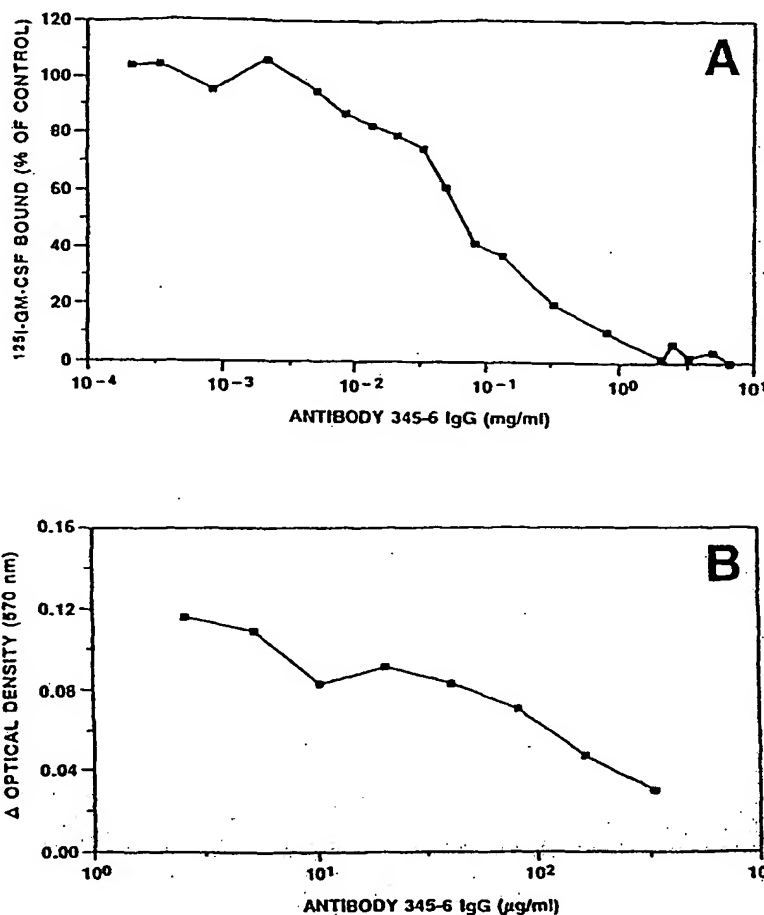 A
120
100
80
60
40
20
0
10⁻⁴ 10⁻³ 10⁻² 10⁻¹ 10⁰ 10¹
¹²⁵I-GM-CSF BOUND (% OF CONTROL)
ANTIBODY 345-6 IgG (mg/ml)
B
0.16
0.12
0.08
0.04
0.00
10⁰ 10¹ 10²
Δ OPTICAL DENSITY (570 nm)
ANTIBODY 345-6 IgG (μg/ml)